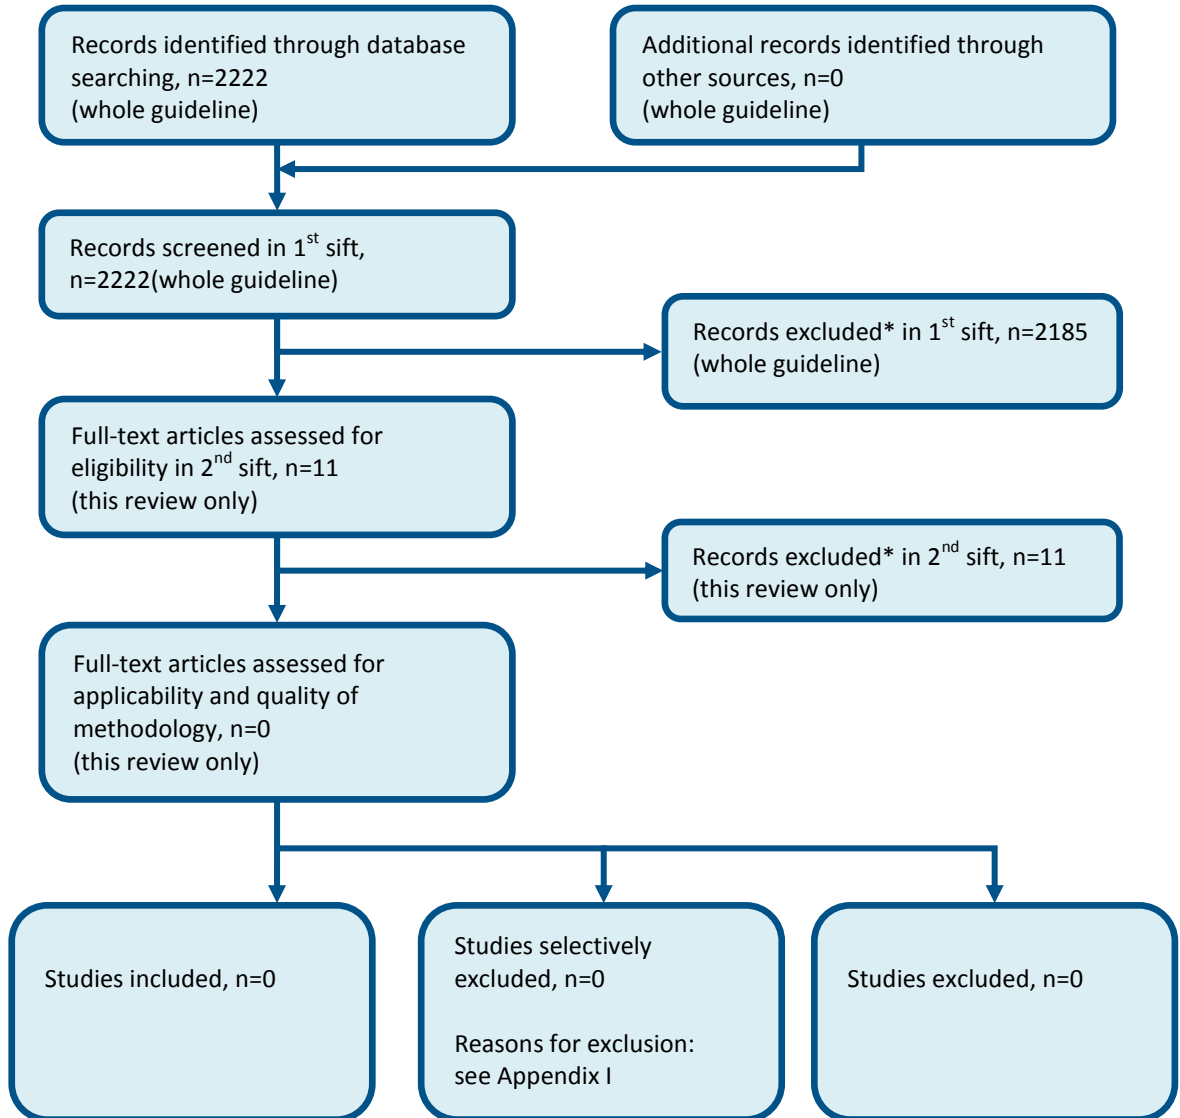 Records identified through database
searching, n=2222
(whole guideline)
Additional records identified through
other sources, n=0
(whole guideline)
Records screened in 1st sift,
n=2222(whole guideline)
Records excluded* in 1st sift, n=2185
(whole guideline)
Full-text articles assessed for
eligibility in 2nd sift, n=11
(this review only)
Records excluded* in 2nd sift, n=11
(this review only)
Full-text articles assessed for
applicability and quality of
methodology, n=0
(this review only)
Studies included, n=0
Studies selectively
excluded, n=0
Reasons for exclusion:
see Appendix I
Studies excluded, n=0